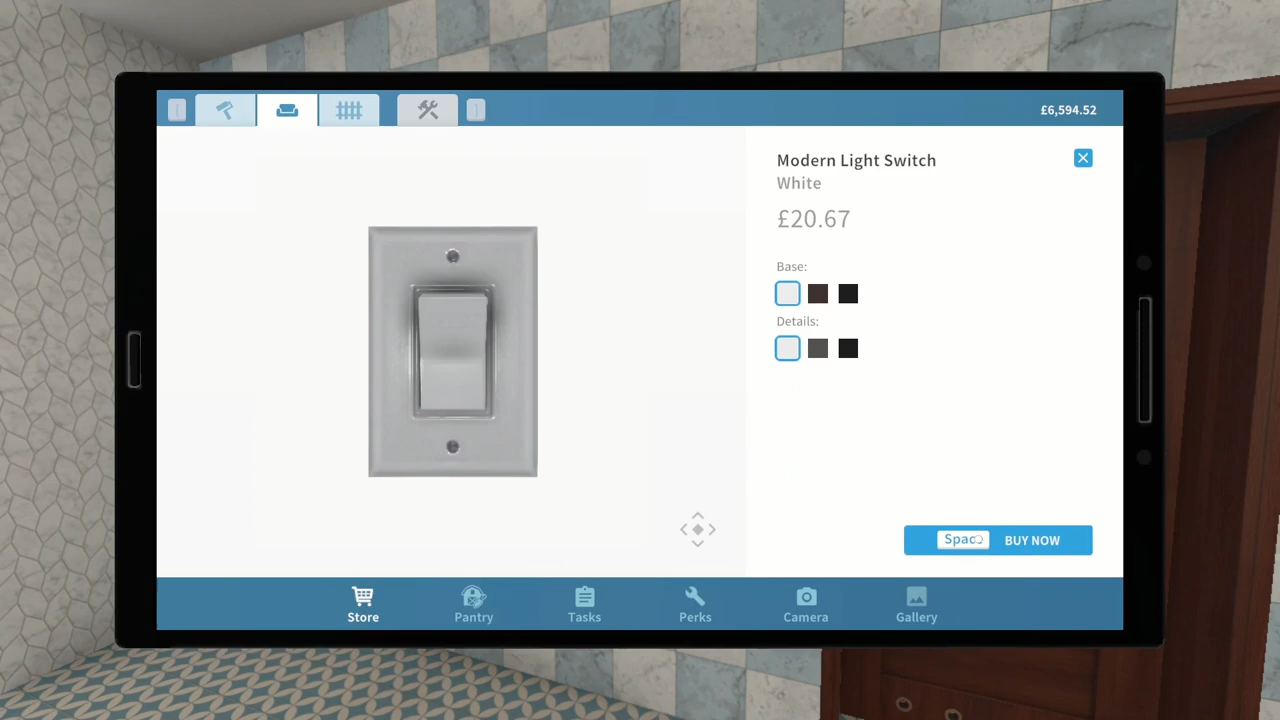 £6,594.52
Modern Light Switch
White
£20.67
Base:
Details:
Space BUY NOW
Store
Pantry
Tasks
Perks
Camera
Gallery